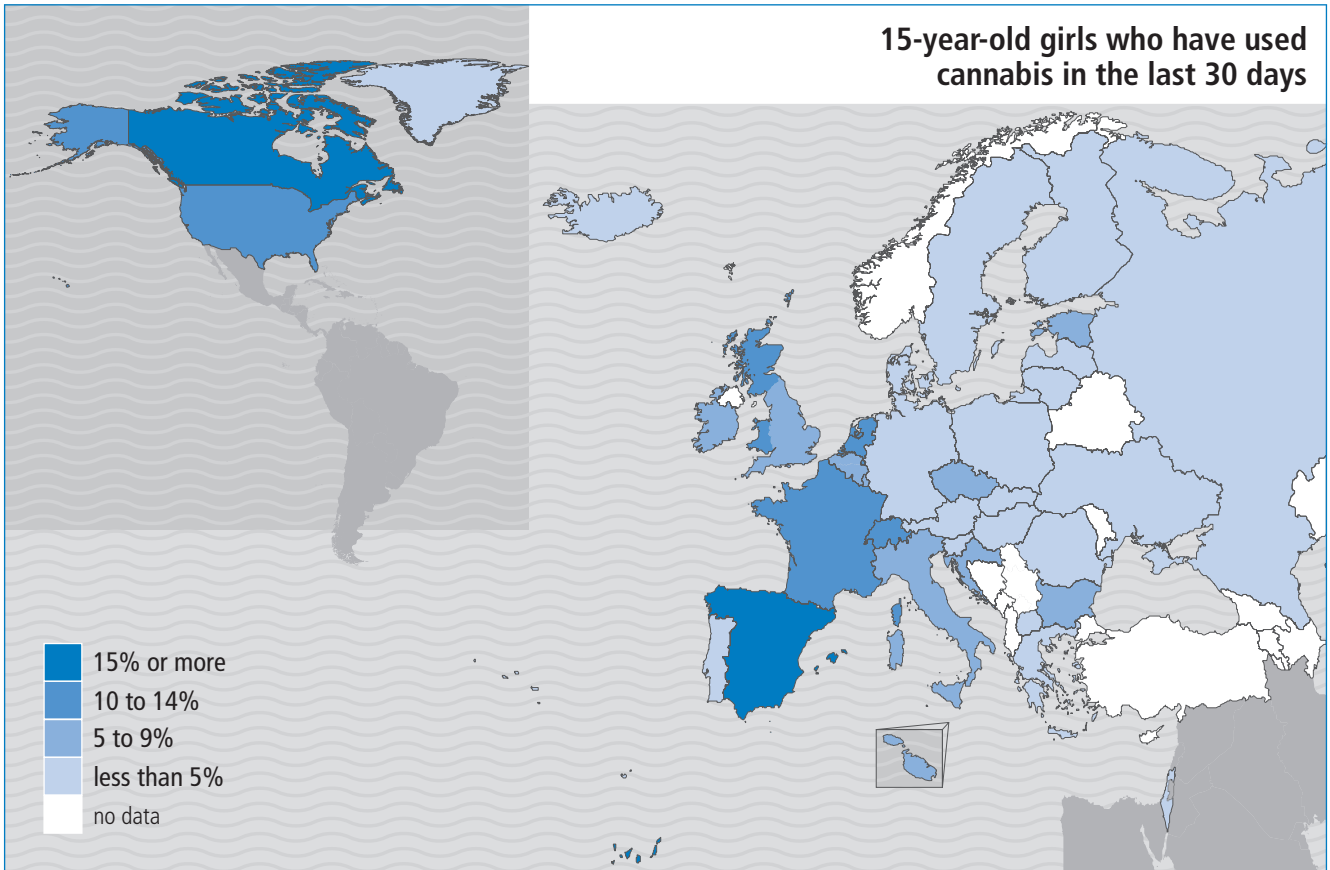 15-year-old girls who have used
cannabis in the last 30 days
15% or more
10 to 14%
5 to 9%
less than 5%
no data